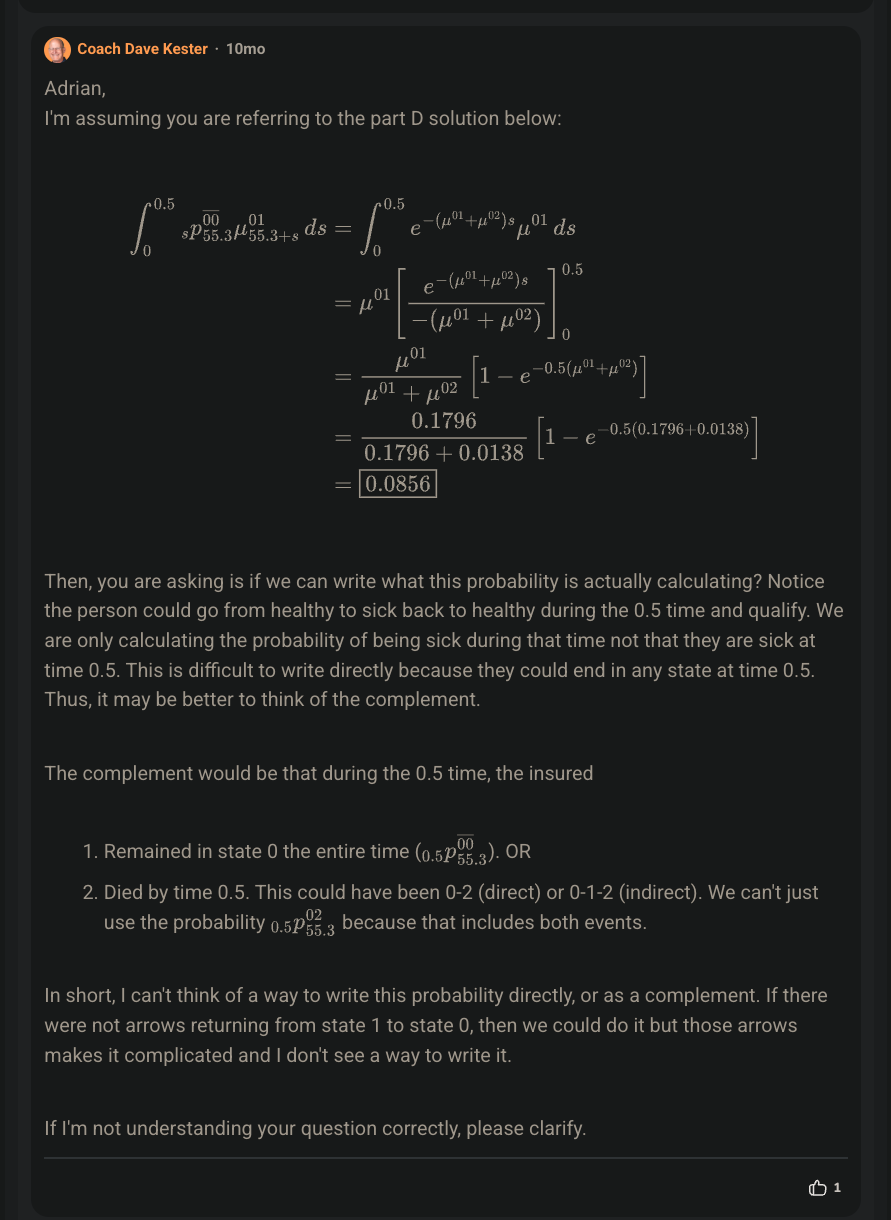 Coach Dave Kester · 10mo
Adrian,
I'm assuming you are referring to the part D solution below:
$\int_0^{0.5} {}_sp_{55.3}^{\overline{00}} \mu_{55.3+s}^{01} \, ds = \int_0^{0.5} e^{-(\mu^{01}+\mu^{02})s} \mu^{01} \, ds$
$= \mu^{01} \left[ \frac{e^{-(\mu^{01}+\mu^{02})s}}{-(\mu^{01}+\mu^{02})} \right]_0^{0.5}$
$= \frac{\mu^{01}}{\mu^{01}+\mu^{02}} \left[ 1 - e^{-0.5(\mu^{01}+\mu^{02})} \right]$
$= \frac{0.1796}{0.1796+0.0138} \left[ 1 - e^{-0.5(0.1796+0.0138)} \right]$
$= \boxed{0.0856}$
Then, you are asking is if we can write what this probability is actually calculating? Notice
the person could go from healthy to sick back to healthy during the 0.5 time and qualify. We
are only calculating the probability of being sick during that time not that they are sick at
time 0.5. This is difficult to write directly because they could end in any state at time 0.5.
Thus, it may be better to think of the complement.
The complement would be that during the 0.5 time, the insured
1. Remained in state 0 the entire time (${}_{0.5}p_{55.3}^{\overline{00}}$). OR
2. Died by time 0.5. This could have been 0-2 (direct) or 0-1-2 (indirect). We can't just
use the probability ${}_{0.5}p_{55.3}^{02}$ because that includes both events.
In short, I can't think of a way to write this probability directly, or as a complement. If there
were not arrows returning from state 1 to state 0, then we could do it but those arrows
makes it complicated and I don't see a way to write it.
If I'm not understanding your question correctly, please clarify.
1